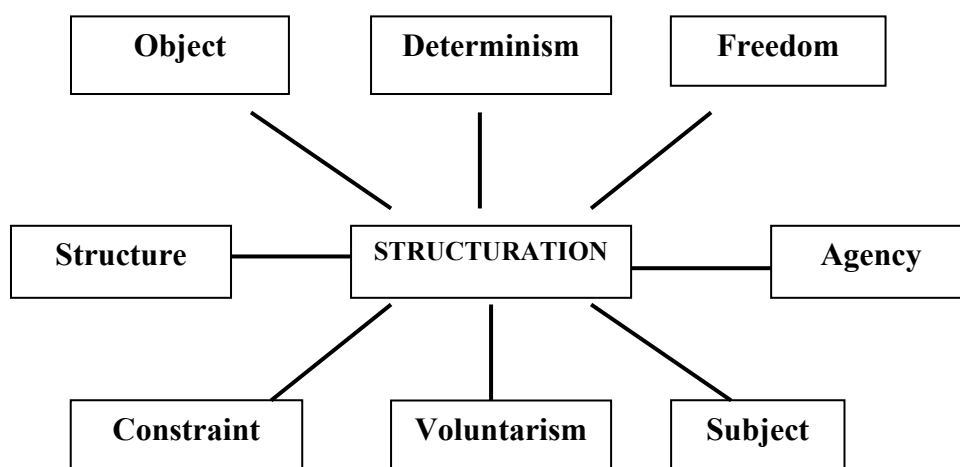 Object
Determinism
Freedom
Structure
STRUCTURATION
Agency
Constraint
Voluntarism
Subject